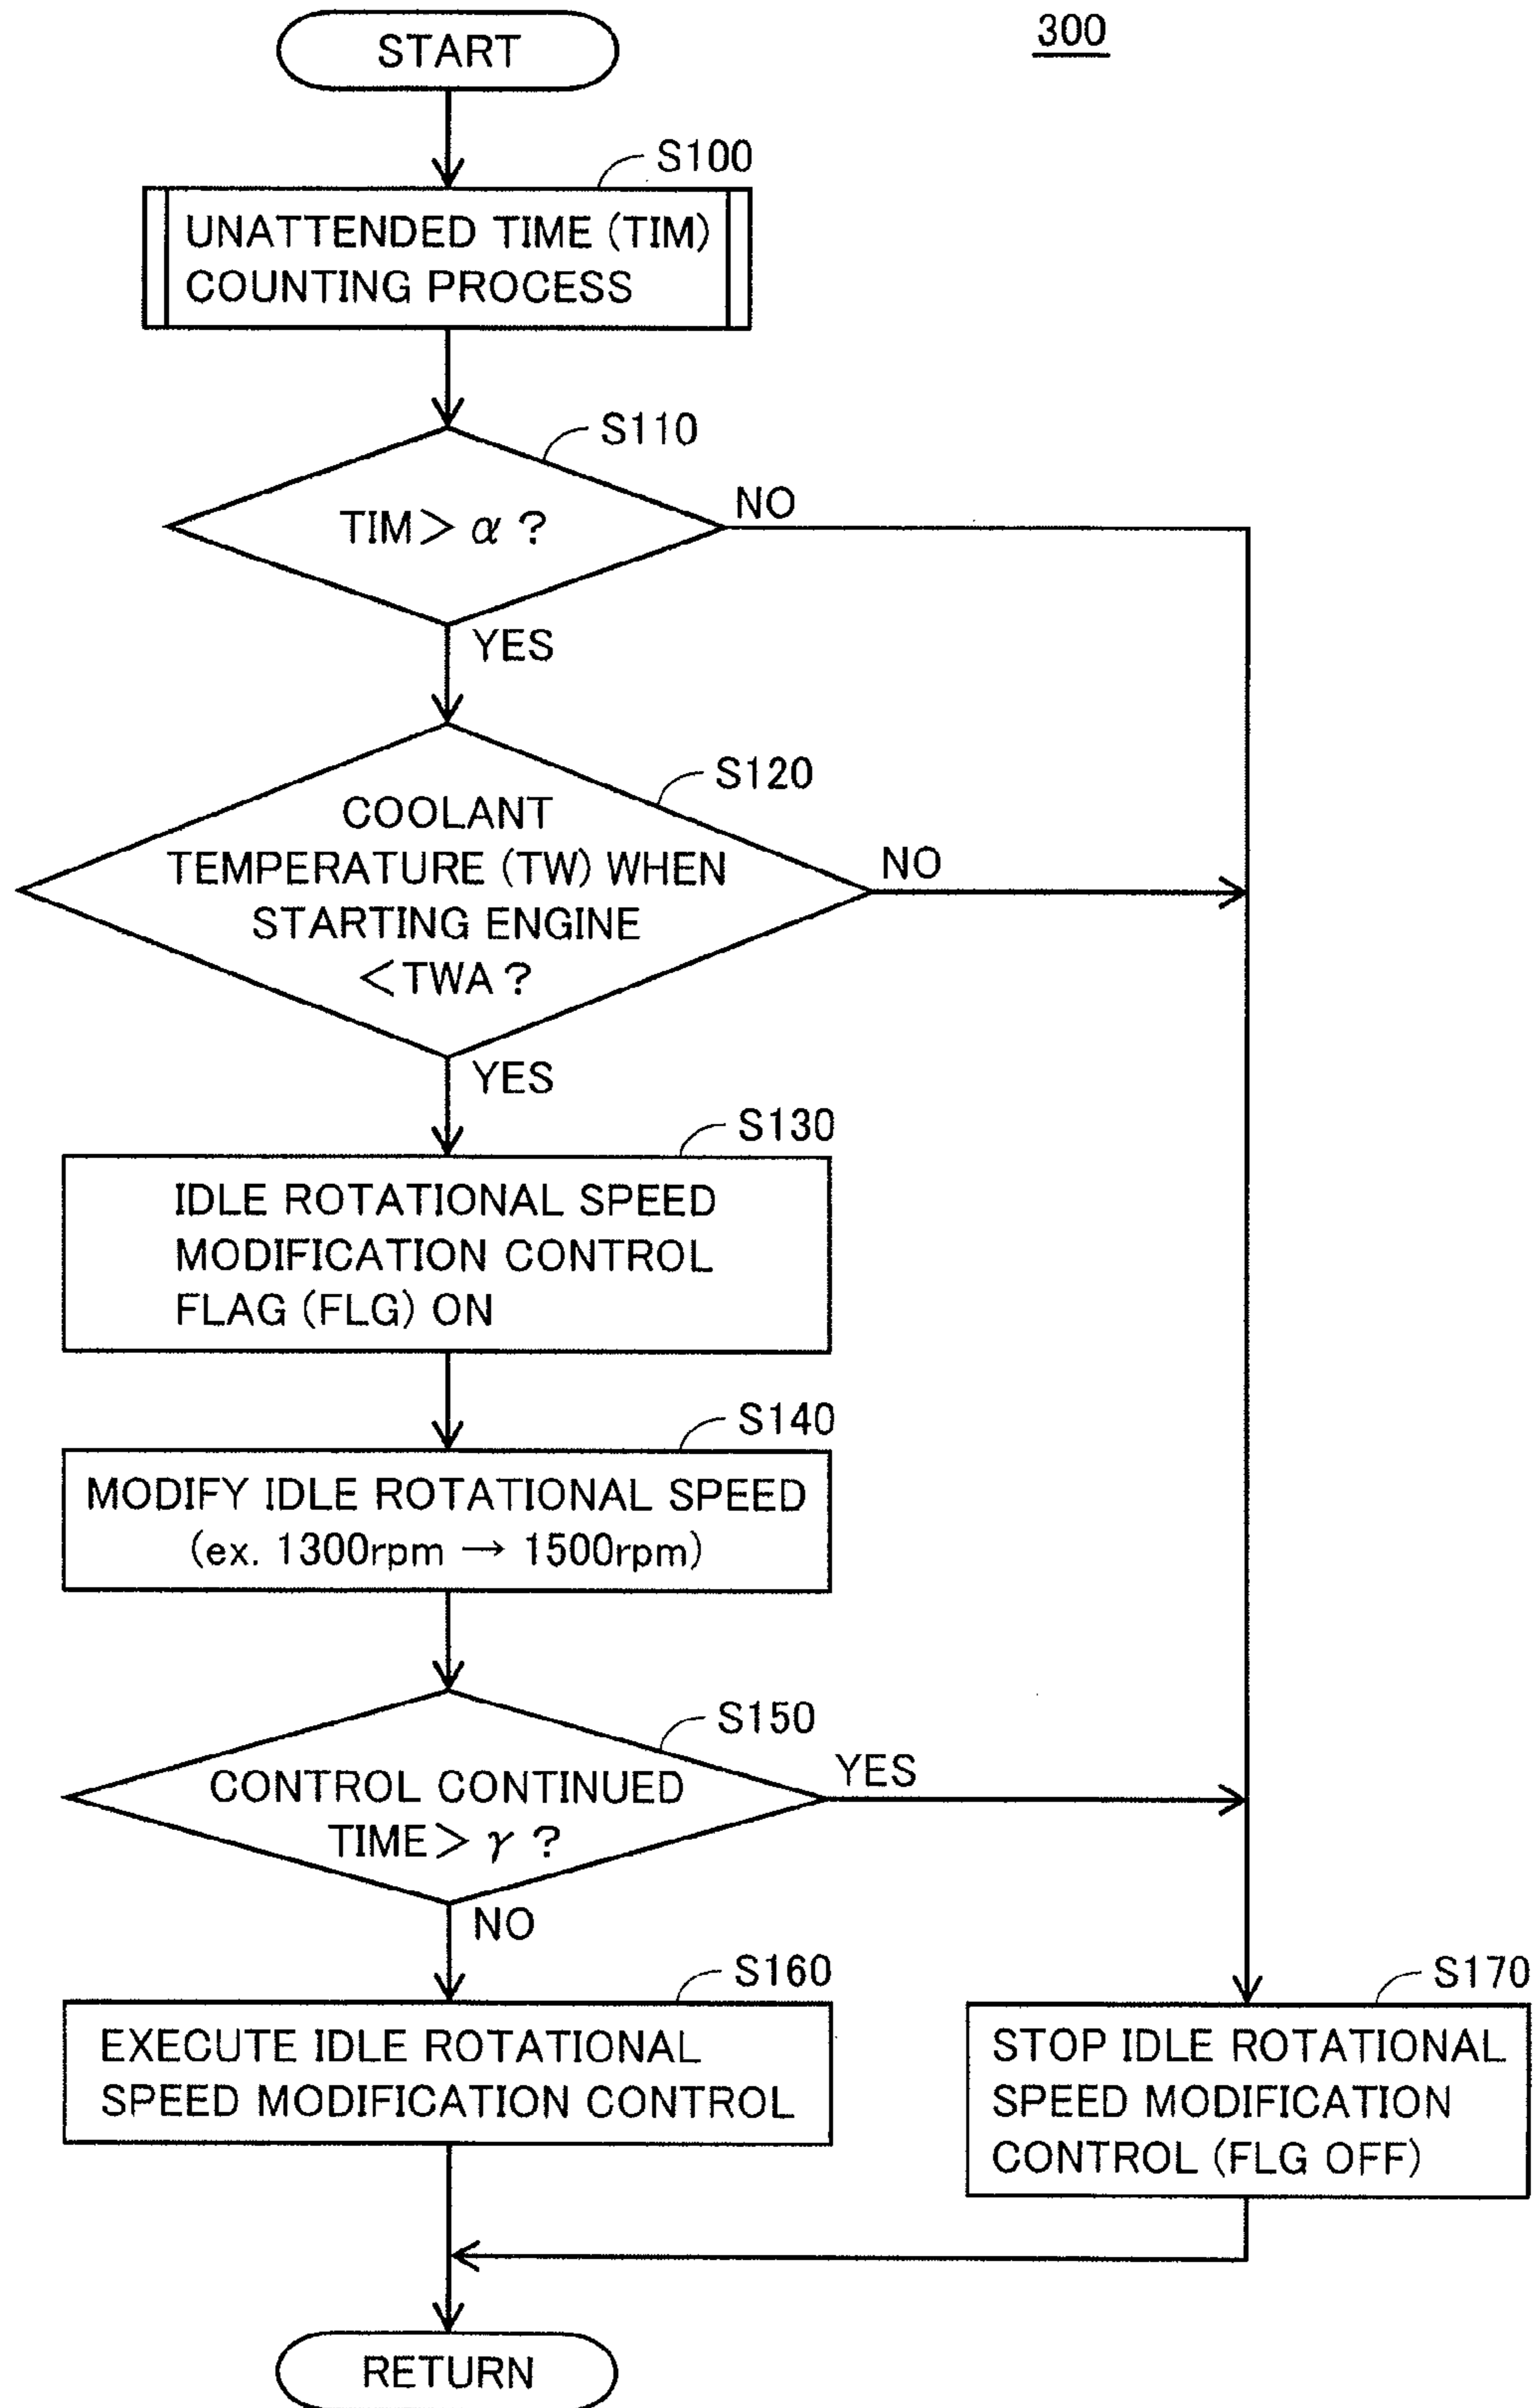 START
300
S100
UNATTENDED TIME (TIM)
COUNTING PROCESS
S110
TIM> α ?
NO
YES
S120
COOLANT
TEMPERATURE (TW) WHEN
STARTING ENGINE
<TWA ?
NO
YES
S130
IDLE ROTATIONAL SPEED
MODIFICATION CONTROL
FLAG (FLG) ON
S140
MODIFY IDLE ROTATIONAL SPEED
(ex. 1300rpm → 1500rpm)
S150
CONTROL CONTINUED
TIME> γ ?
YES
NO
S160
EXECUTE IDLE ROTATIONAL
SPEED MODIFICATION CONTROL
S170
STOP IDLE ROTATIONAL
SPEED MODIFICATION
CONTROL (FLG OFF)
RETURN